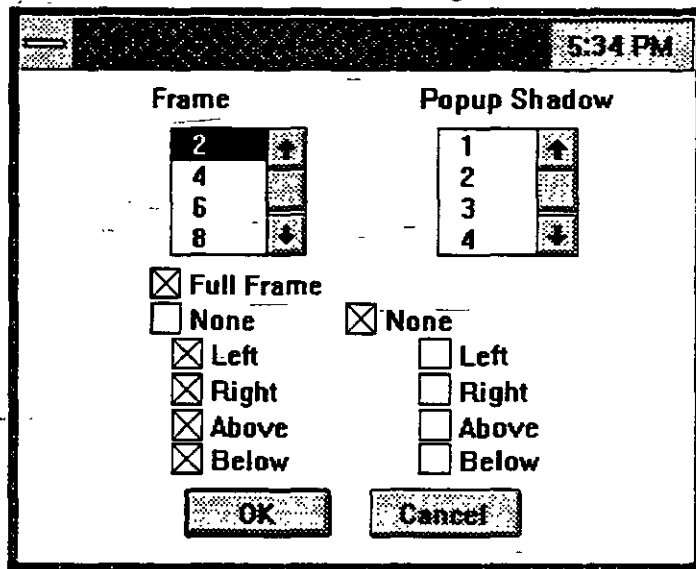 5:34 PM
Frame Popup Shadow
2 1
4 2
6 3
8 4
Full Frame
None None
Left Left
Right Right
Above Above
Below Below
OK Cancel